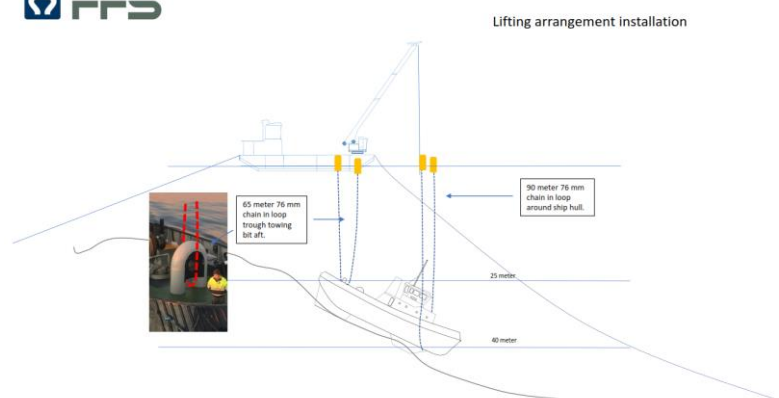 FFS
Lifting arrangement installation
65 meter 76 mm
chain in loop
trough towing
bit aft.
90 meter 76 mm
chain in loop
around ship hull.
25 meter
40 meter